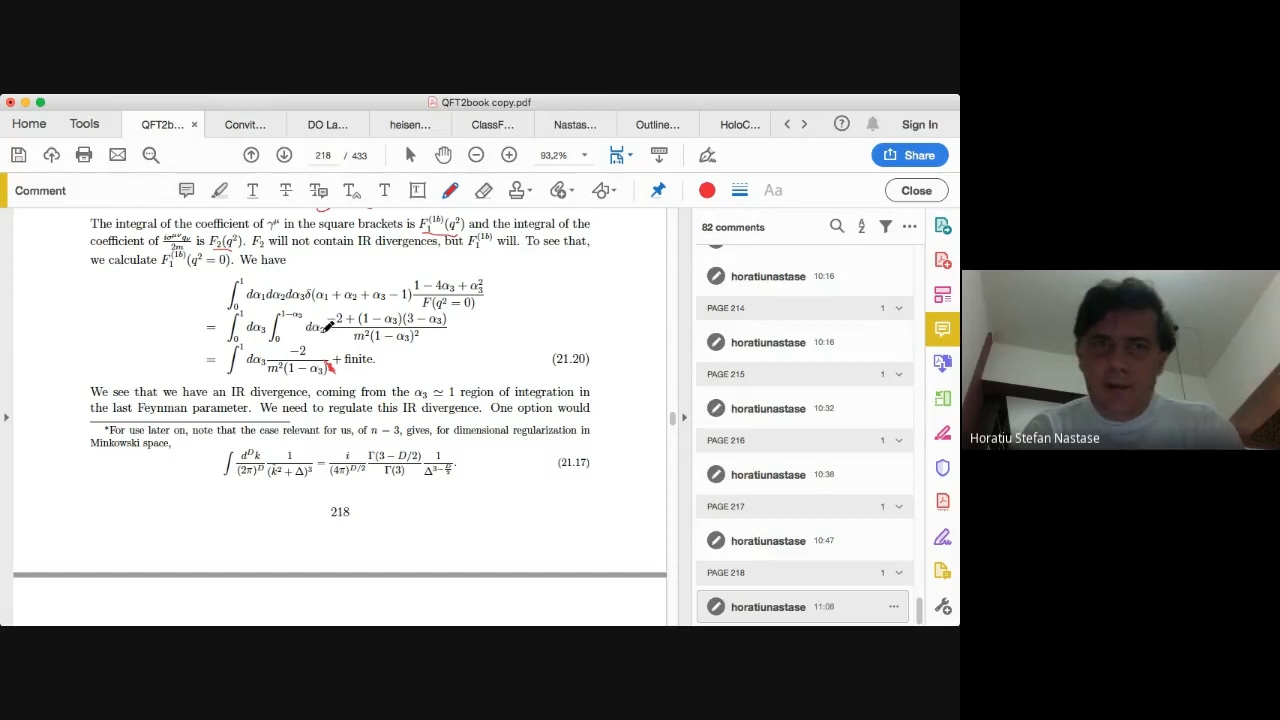 QFT2book copy.pdf
Home Tools QFT2b... × Convit... DO La... heisen... ClassF... Nastas... Outline... HoloC... Sign In
218 / 433 93,2% Share
Comment Aa Close
The integral of the coefficient of γ^μ in the square brackets is F_1^{(1b)}(q^2) and the integral of the
coefficient of \frac{iσ^{μν}q_ν}{2m} is F_2(q^2). F_2 will not contain IR divergences, but F_1^{(1b)} will. To see that,
we calculate F_1^{(1b)}(q^2 = 0). We have
∫_0^1 dα_1dα_2dα_3δ(α_1 + α_2 + α_3 − 1)\frac{1 − 4α_3 + α_3^2}{F(q^2 = 0)}
= ∫_0^1 dα_3 ∫_0^{1−α_3} dα_2 \frac{−2 + (1 − α_3)(3 − α_3)}{m^2(1 − α_3)^2}
= ∫^1 dα_3 \frac{−2}{m^2(1 − α_3)} + finite. (21.20)
We see that we have an IR divergence, coming from the α_3 ≃ 1 region of integration in
the last Feynman parameter. We need to regulate this IR divergence. One option would
*For use later on, note that the case relevant for us, of n − 3, gives, for dimensional regularization in
Minkowski space,
∫ \frac{d^Dk}{(2π)^D} \frac{1}{(k^2 + Δ)^3} = \frac{i}{(4π)^{D/2}} \frac{Γ(3 − D/2)}{Γ(3)} \frac{1}{Δ^{3−\frac{D}{2}}}. (21.17)
218
82 comments
horatiunastase 10:16
PAGE 214 1
horatiunastase 10:16
PAGE 215 1
horatiunastase 10:32
PAGE 216 1
horatiunastase 10:38
PAGE 217 1
horatiunastase 10:47
PAGE 218 1
horatiunastase 11:08
Horatiu Stefan Nastase